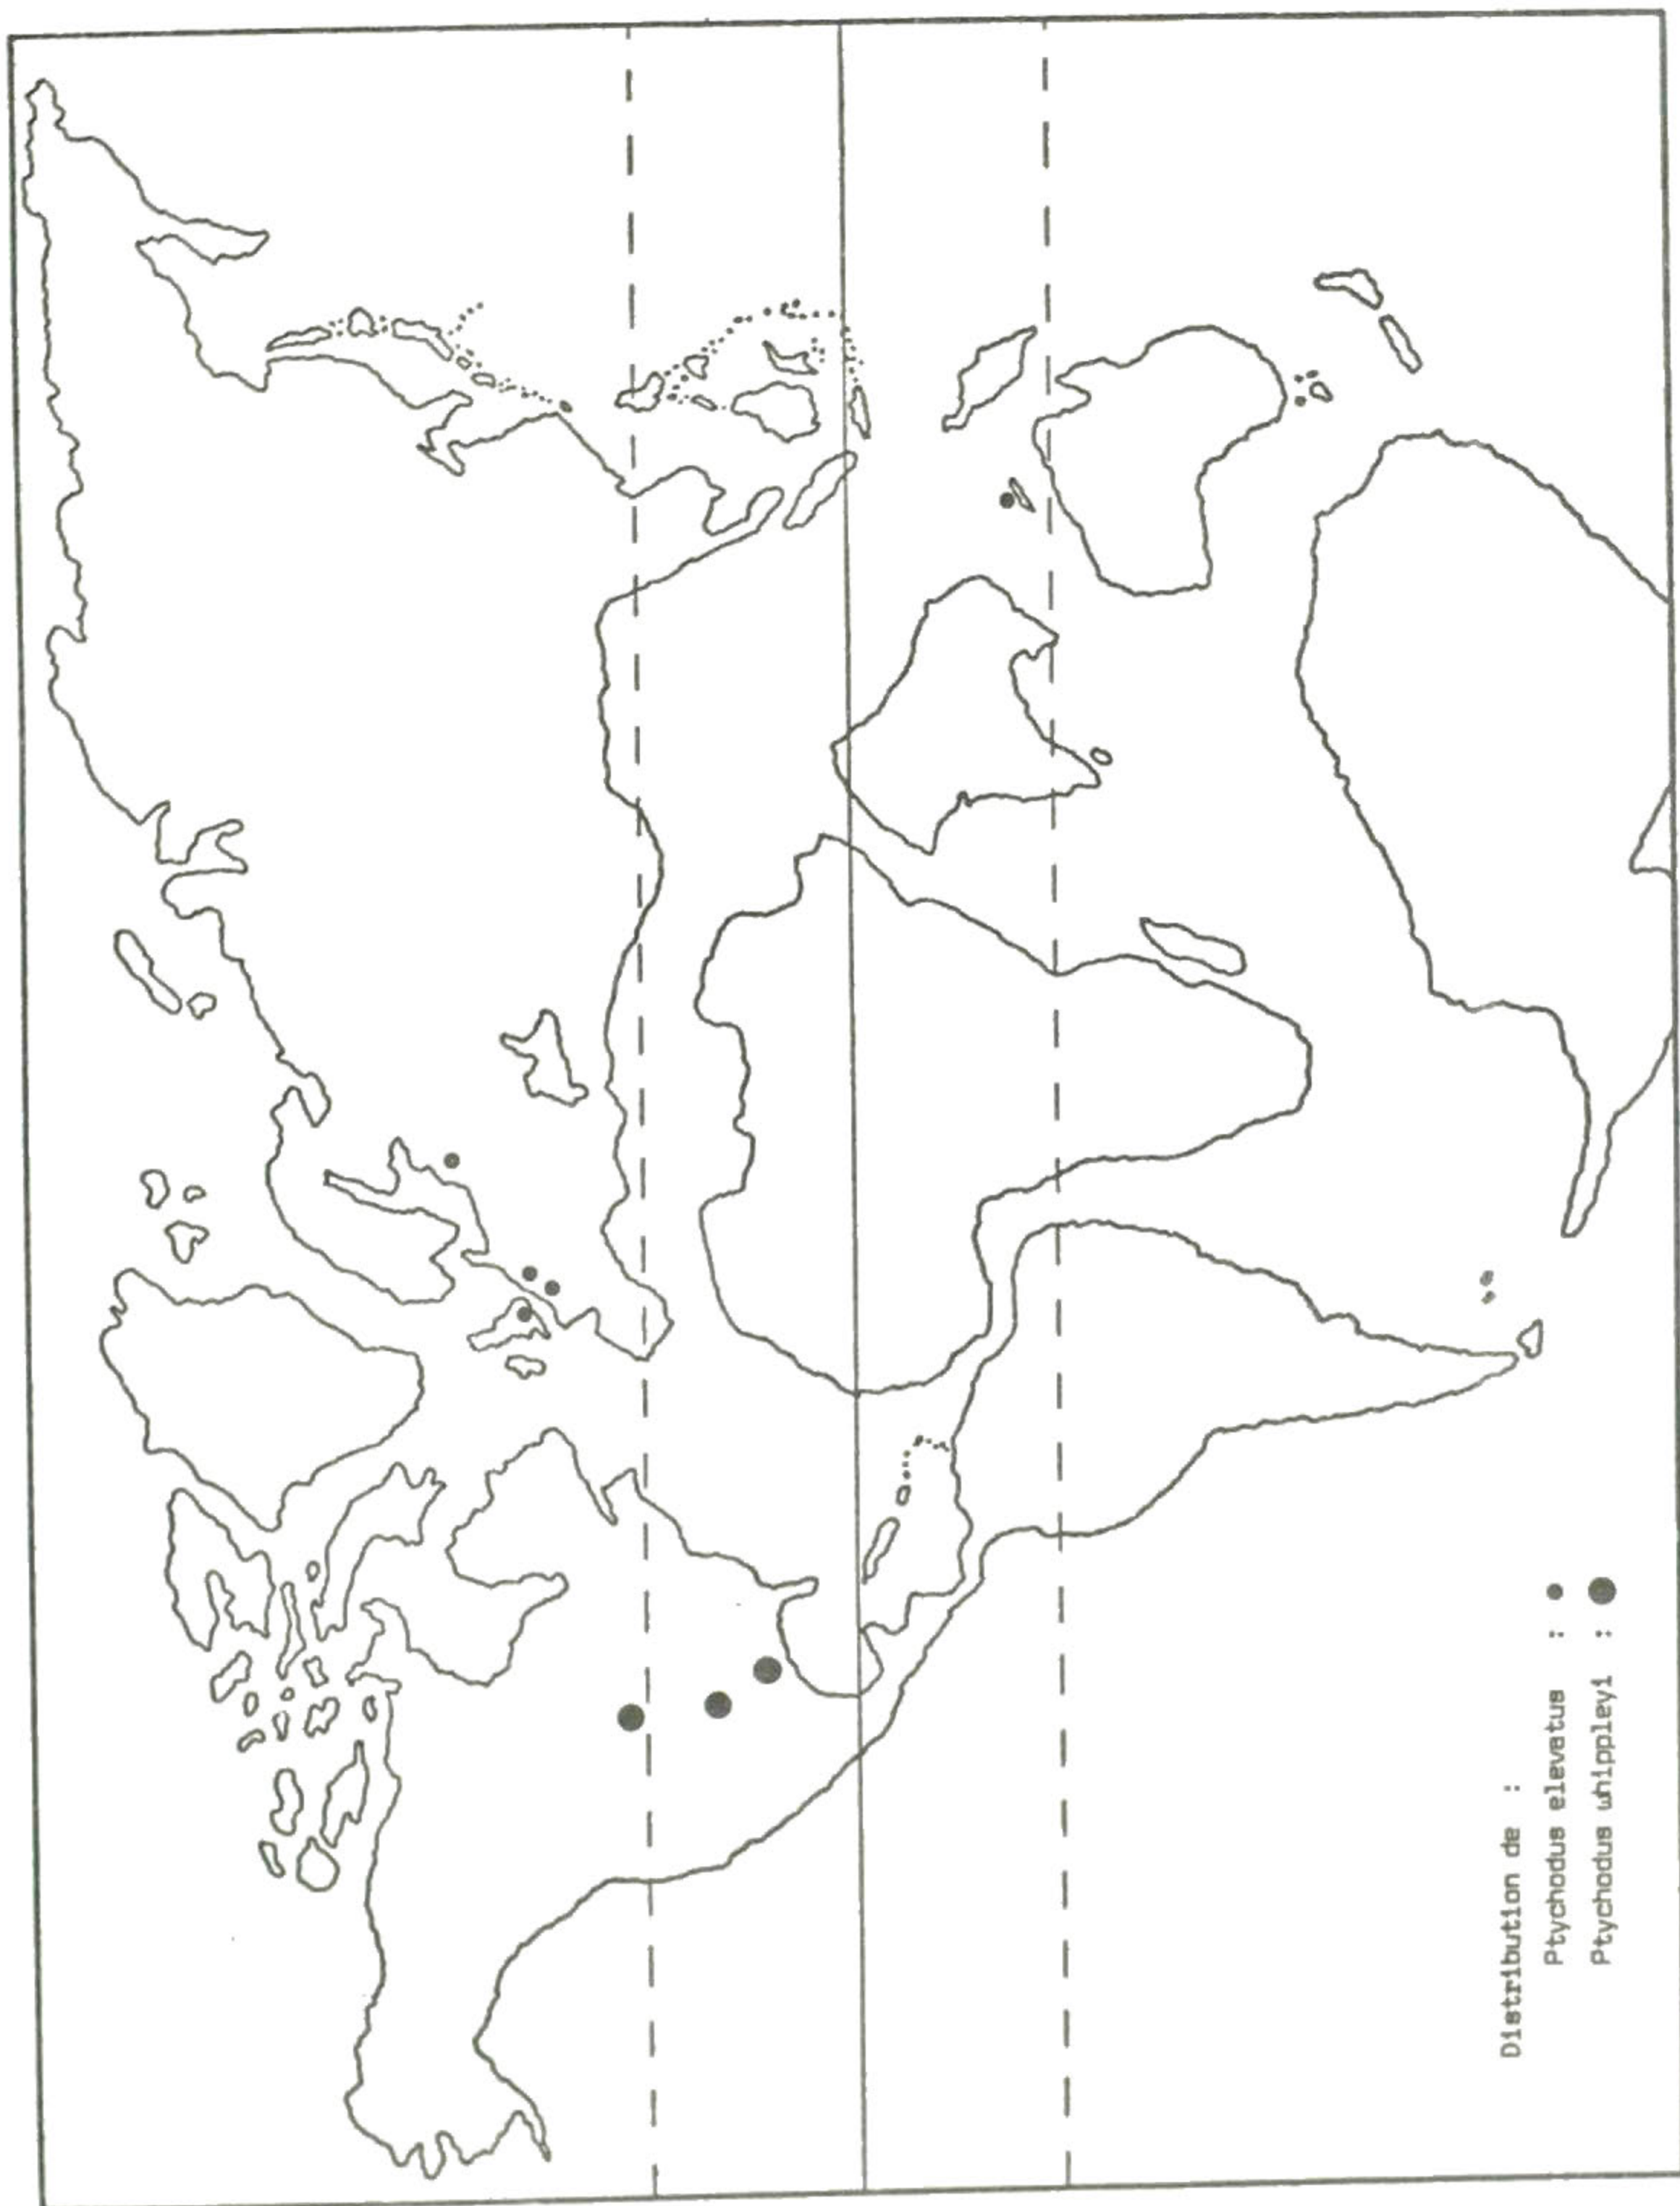 Distribution de :
Ptychodus elevatus : ●
Ptychodus whippleyi : ●